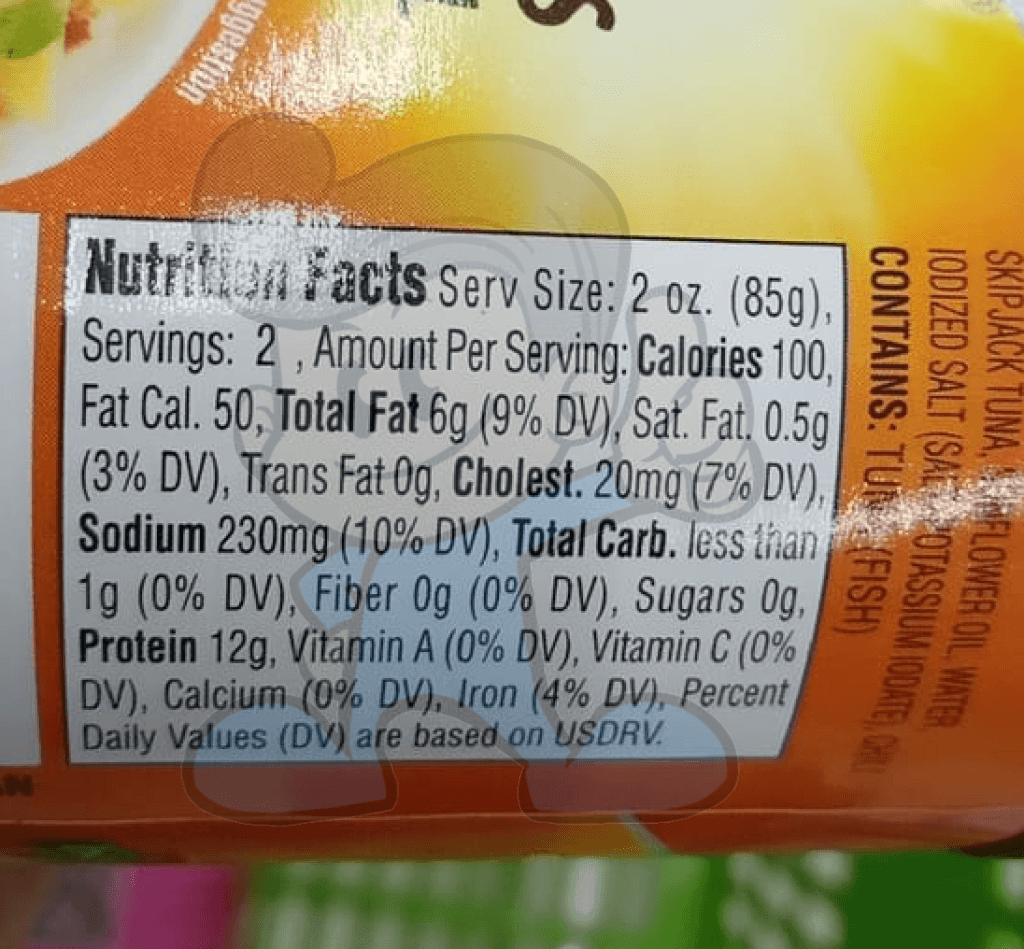 uggestion
S
Nutrition Facts Serv Size: 2 oz. (85g),
Servings: 2 , Amount Per Serving: Calories 100,
Fat Cal. 50, Total Fat 6g (9% DV), Sat. Fat. 0.5g
(3% DV), Trans Fat 0g, Cholest. 20mg (7% DV),
Sodium 230mg (10% DV), Total Carb. less than
1g (0% DV), Fiber 0g (0% DV), Sugars 0g,
Protein 12g, Vitamin A (0% DV), Vitamin C (0%
DV), Calcium (0% DV), Iron (4% DV), Percent
Daily Values (DV) are based on USDRV.
SKIPJACK TUNA, FLOWER OIL, WATER,
IODIZED SALT POTASSIUM IODATE), CHILI
CONTAINS: (FISH)